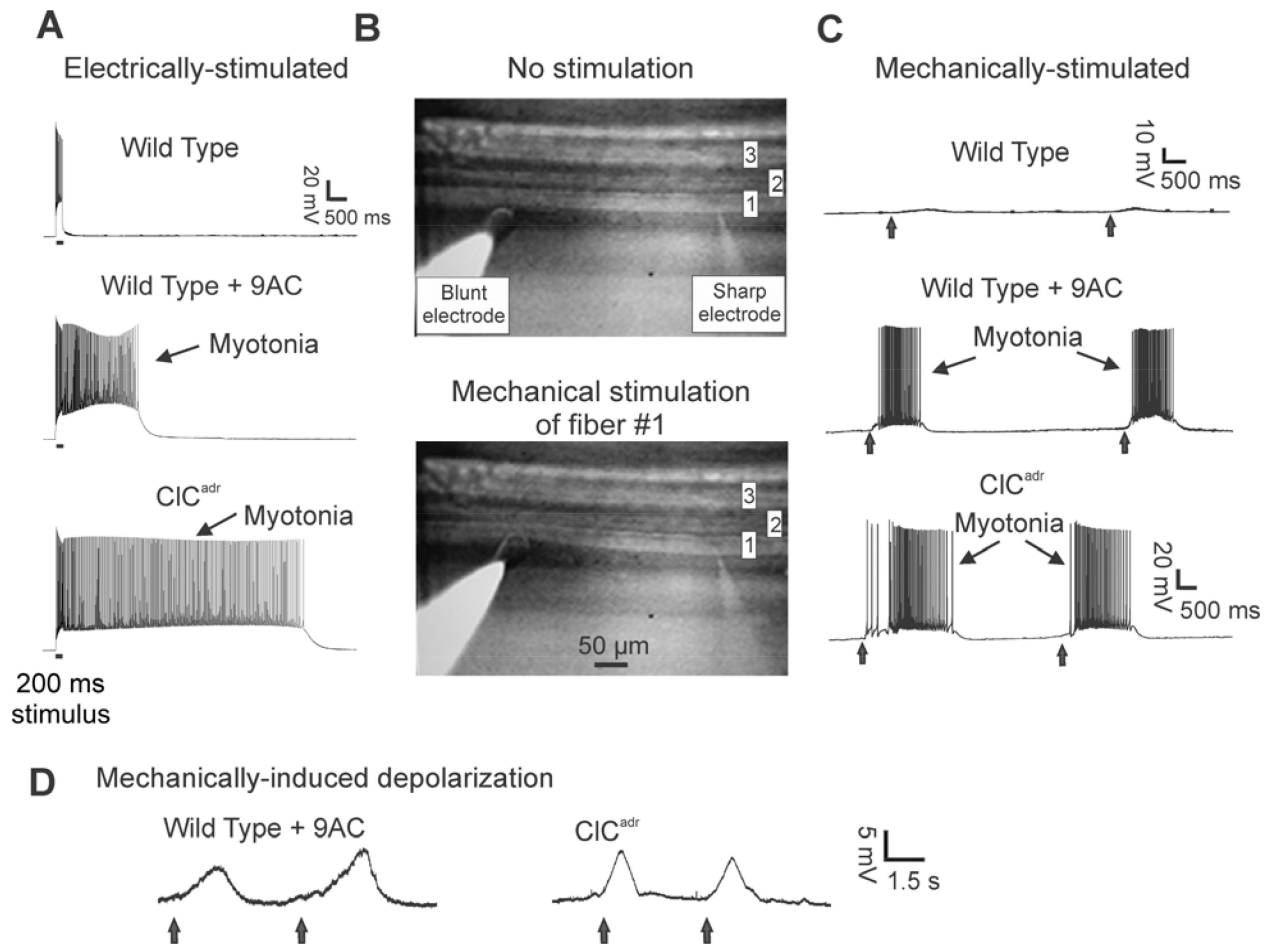 A
Electrically-stimulated
Wild Type
20 mV
500 ms
Wild Type + 9AC
Myotonia
ClC^adr
Myotonia
200 ms
stimulus
B
No stimulation
3
2
1
Blunt
electrode
Sharp
electrode
Mechanical stimulation
of fiber #1
3
2
1
50 µm
C
Mechanically-stimulated
Wild Type
10 mV
500 ms
Wild Type + 9AC
Myotonia
ClC^adr
Myotonia
20 mV
500 ms
D
Mechanically-induced depolarization
Wild Type + 9AC
ClC^adr
5 mV
1.5 s